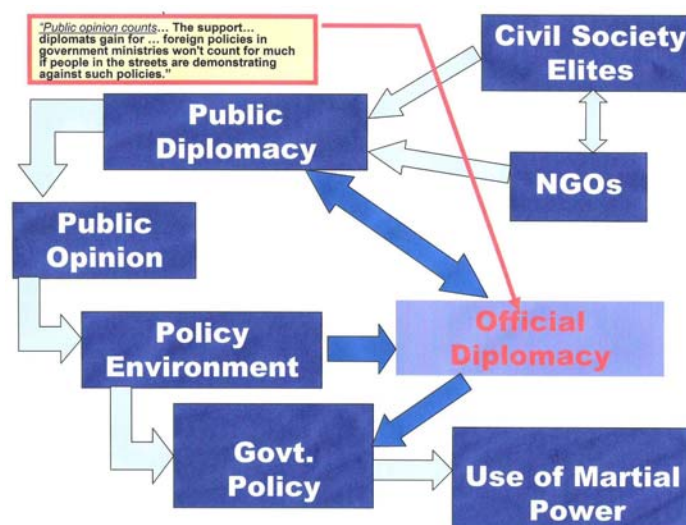 "Public opinion counts... The support...
diplomats gain for ... foreign policies in
government ministries won't count for much
if people in the streets are demonstrating
against such policies."
Civil Society
Elites
Public
Diplomacy
NGOs
Public
Opinion
Policy
Environment
Official
Diplomacy
Govt.
Policy
Use of Martial
Power